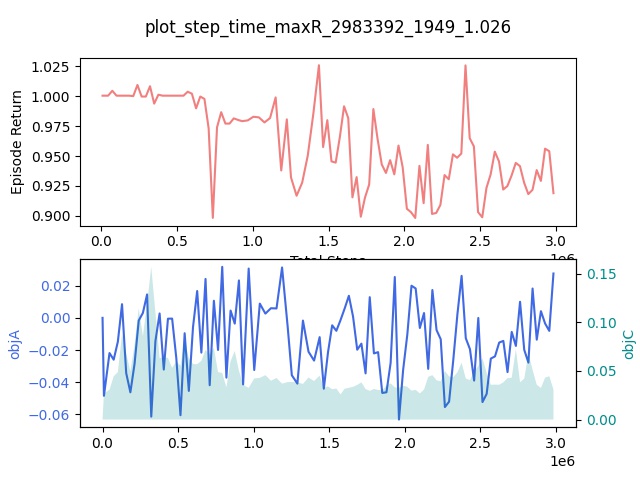 plot_step_time_maxR_2983392_1949_1.026
1.025
1.000
0.975
0.950
0.925
0.900
Episode Return
0.0 0.5 1.0 1.5 2.0 2.5 3.0
Total Steps 1e6
0.02
0.00
−0.02
−0.04
−0.06
objA
0.15
0.10
0.05
0.00
objC
0.0 0.5 1.0 1.5 2.0 2.5 3.0
1e6